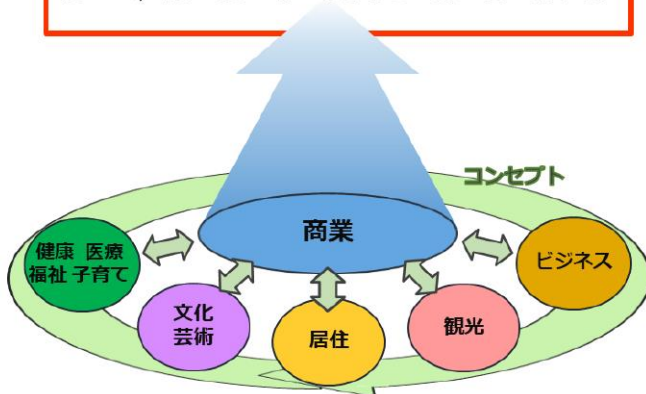 コンセプト
商業
健康 医療
福祉 子育て
ビジネス
文化
芸術
居住
観光